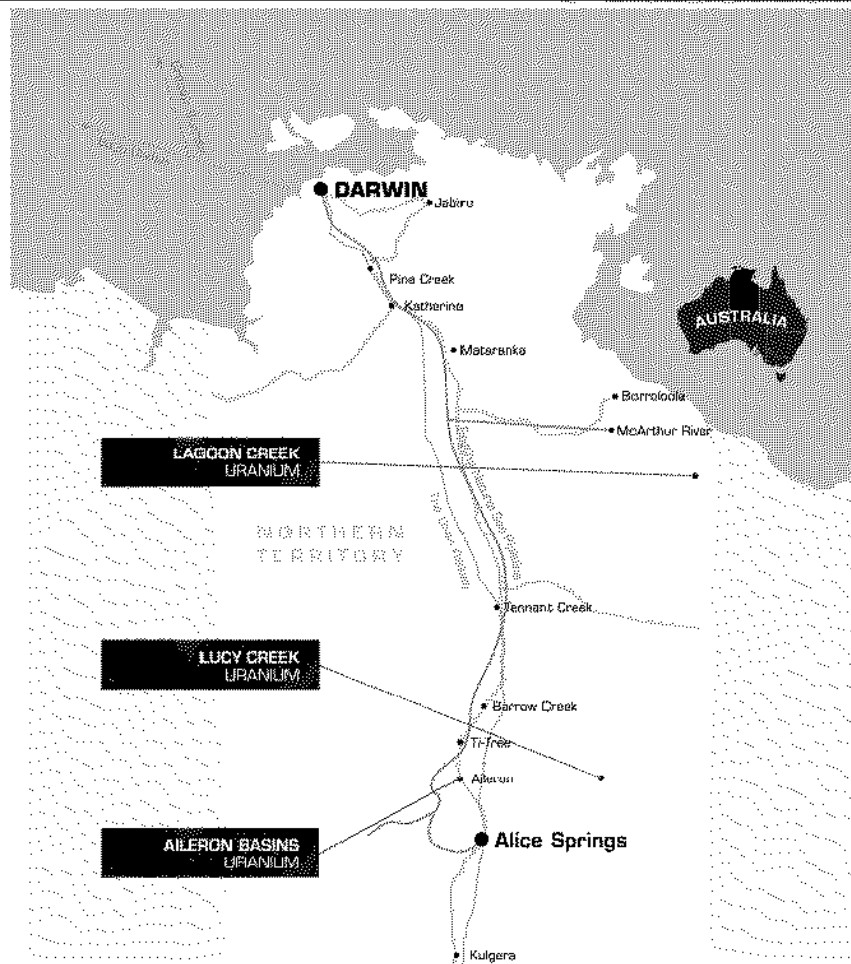 DARWIN
Jabiru
Pine Creek
Katherine
AUSTRALIA
Mataranka
Borroloola
McArthur River
LAGOON CREEK
URANIUM
NORTHERN
TERRITORY
Tennant Creek
LUCY CREEK
URANIUM
Barrow Creek
Ti-Tree
Aileron
AILERON BASINS
URANIUM
Alice Springs
Kulgera